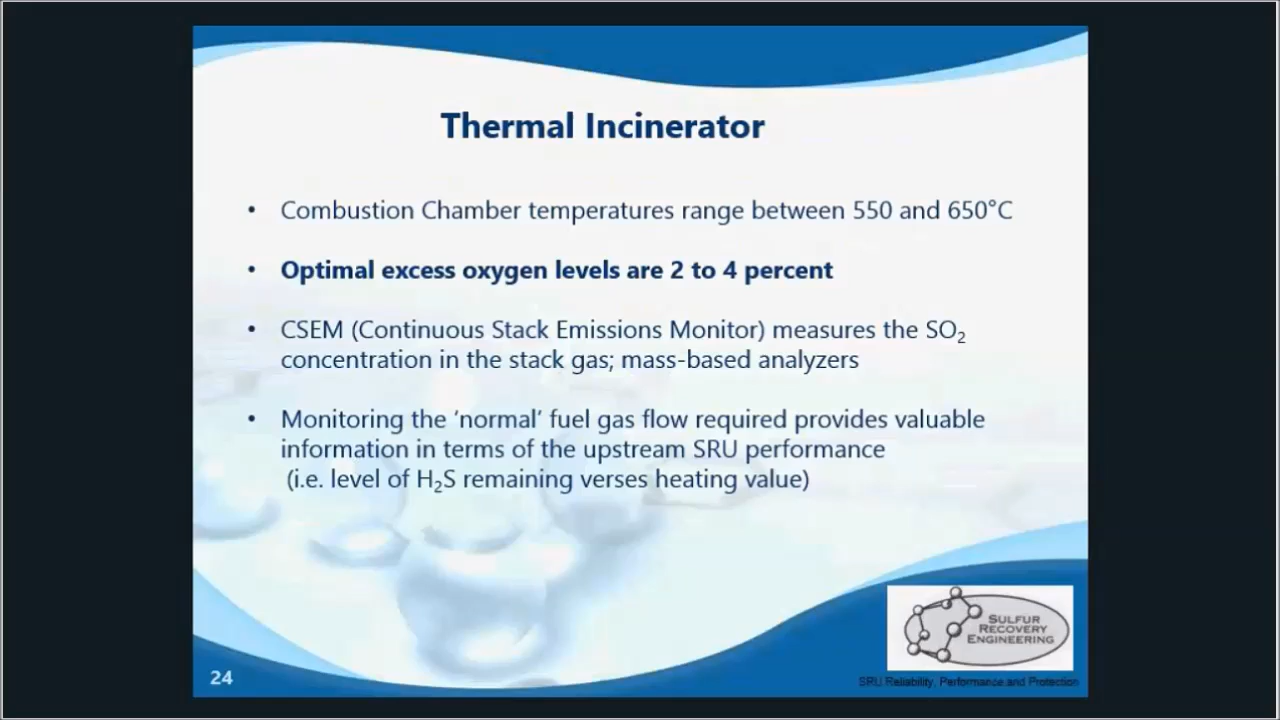 Thermal Incinerator
• Combustion Chamber temperatures range between 550 and 650°C
• Optimal excess oxygen levels are 2 to 4 percent
• CSEM (Continuous Stack Emissions Monitor) measures the SO₂
concentration in the stack gas; mass-based analyzers
• Monitoring the ‘normal’ fuel gas flow required provides valuable
information in terms of the upstream SRU performance
(i.e. level of H₂S remaining verses heating value)
SULFUR
RECOVERY
ENGINEERING
24
SRU Reliability, Performance and Protection